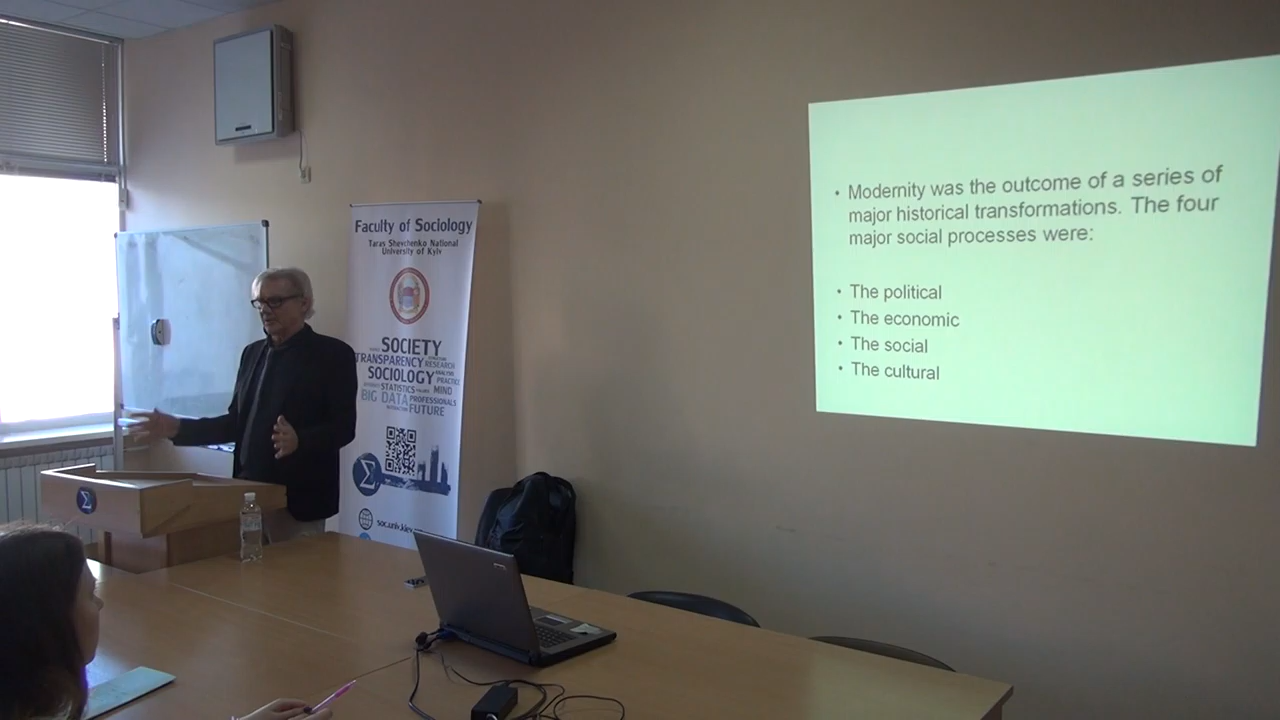 Faculty of Sociology
Taras Shevchenko National
University of Kyiv
SOCIETY
TRANSPARENCY RESEARCH
SOCIOLOGY ANALYSIS
PRACTICE
STATISTICS MIND
BIG DATA PROFESSIONALS
FUTURE
Σ
Σ
• Modernity was the outcome of a series of
major historical transformations. The four
major social processes were:
• The political
• The economic
• The social
• The cultural